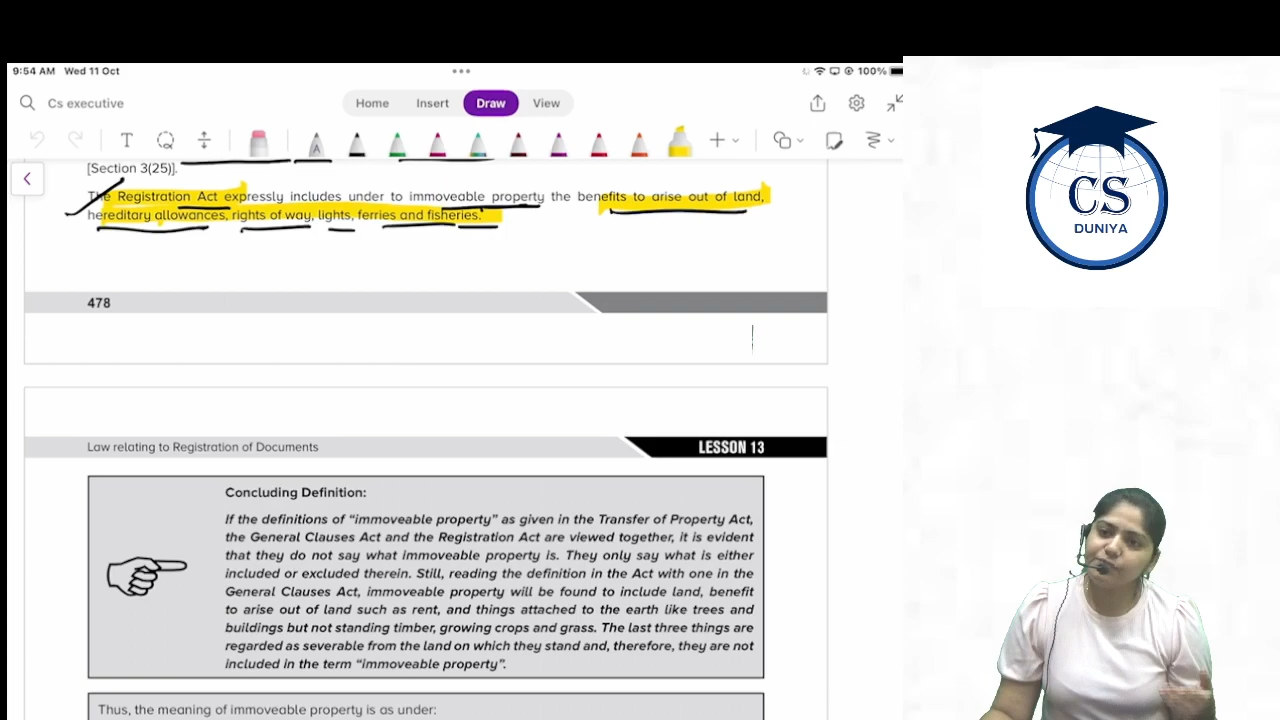 9:54 AM Wed 11 Oct
100%
Cs executive
Home Insert Draw View
[Section 3(25)].
The Registration Act expressly includes under to immoveable property the benefits to arise out of land,
hereditary allowances, rights of way, lights, ferries and fisheries.
478
Law relating to Registration of Documents
LESSON 13
Concluding Definition:
If the definitions of “immoveable property” as given in the Transfer of Property Act,
the General Clauses Act and the Registration Act are viewed together, it is evident
that they do not say what immoveable property is. They only say what is either
included or excluded therein. Still, reading the definition in the Act with one in the
General Clauses Act, immoveable property will be found to include land, benefit
to arise out of land such as rent, and things attached to the earth like trees and
buildings but not standing timber, growing crops and grass. The last three things are
regarded as severable from the land on which they stand and, therefore, they are not
included in the term “immoveable property”.
Thus, the meaning of immoveable property is as under:
CS
DUNIYA